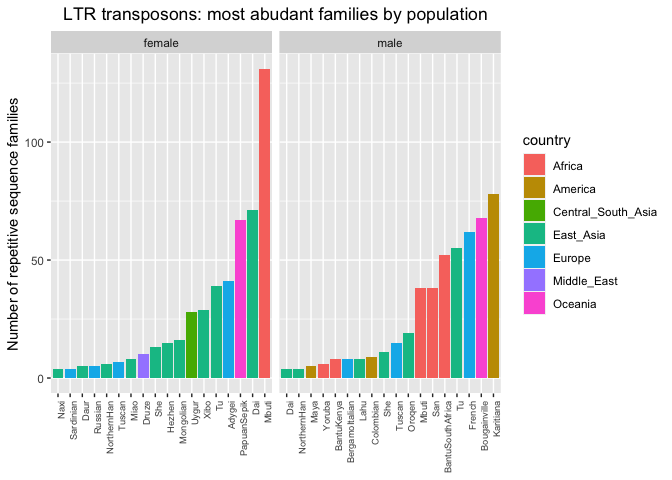 LTR transposons: most abudant families by population
female
male
Number of repetitive sequence families
100
50
0
Naxi
Sardinian
Daur
Russian
NorthernHan
Tuscan
Miao
Druze
She
Hezhen
Mongolian
Uygur
Xibo
Tu
Adygei
PapuanSepik
Dai
Mbuti
Dai
NorthernHan
Maya
Yoruba
BantuKenya
BergamoItalian
Lahu
Colombian
She
Tuscan
Oroqen
Mbuti
San
BantuSouthAfrica
Tu
French
Bougainville
Karitiana
country
Africa
America
Central_South_Asia
East_Asia
Europe
Middle_East
Oceania